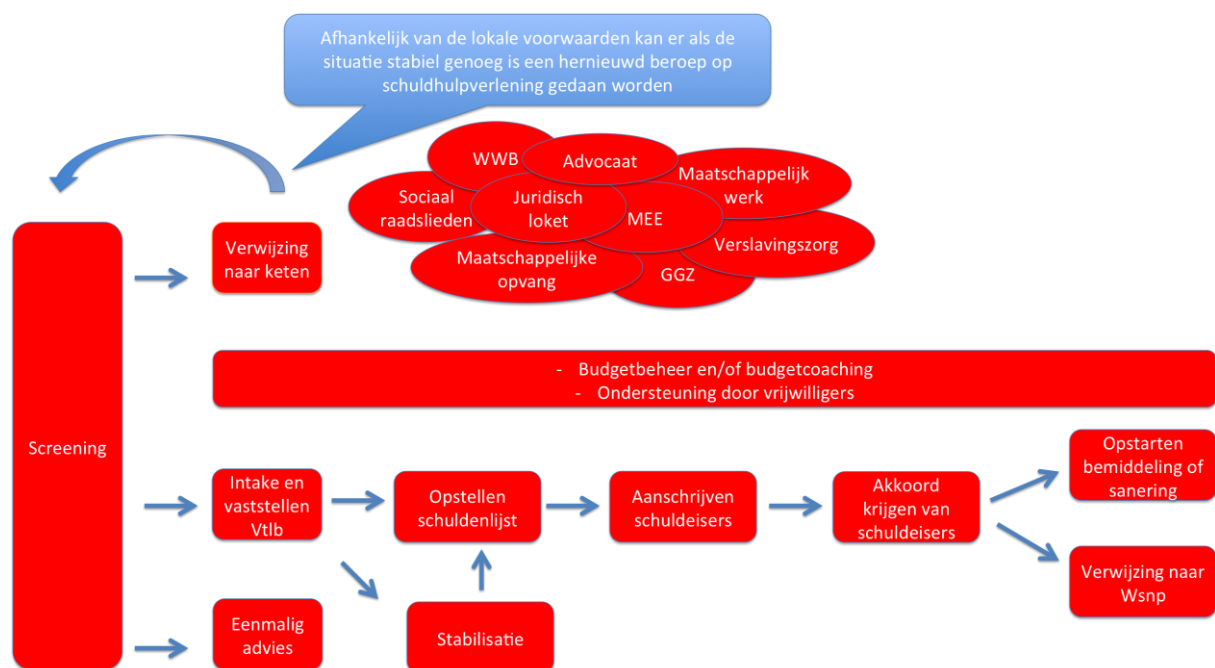 Afhankelijk van de lokale voorwaarden kan er als de
situatie stabiel genoeg is een hernieuwd beroep op
schuldhulpverlening gedaan worden
WWB
Advocaat
Maatschappelijk
werk
Sociaal
raadslieden
Juridisch
loket
MEE
Verslavingszorg
Maatschappelijke
opvang
GGZ
Verwijzing
naar keten
- Budgetbeheer en/of budgetcoaching
- Ondersteuning door vrijwilligers
Screening
Intake en
vaststellen
Vtlb
Opstellen
schuldenlijst
Aanschrijven
schuldeisers
Akkoord
krijgen van
schuldeisers
Opstarten
bemiddeling of
sanering
Verwijzing naar
Wsnp
Eenmalig
advies
Stabilisatie